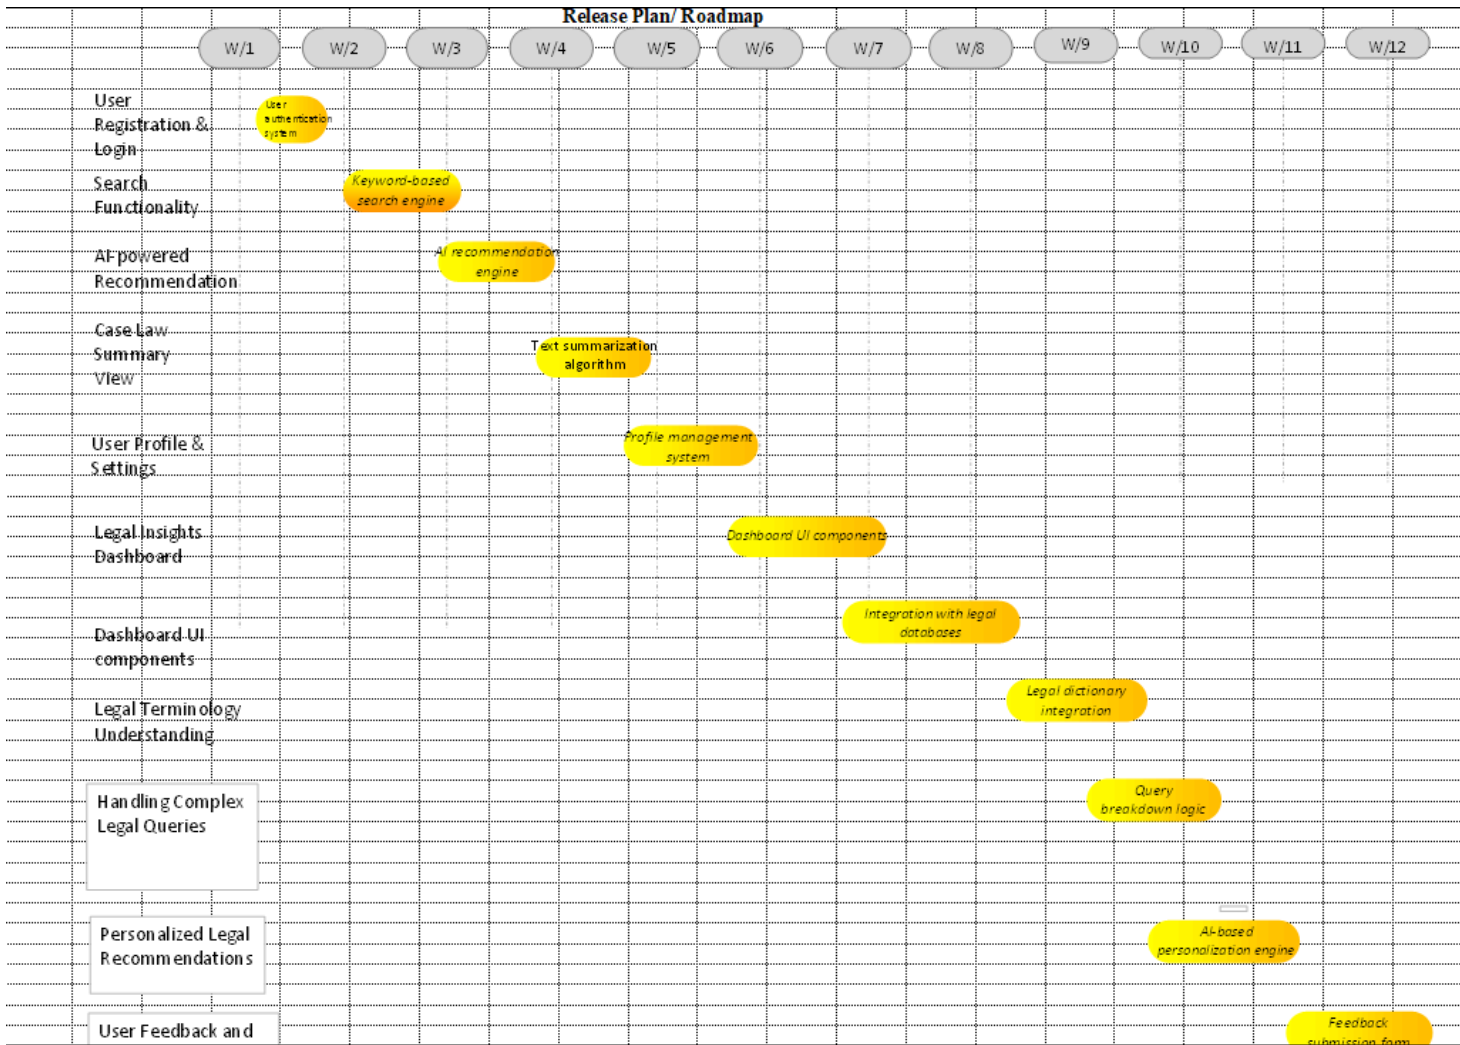 Release Plan/ Roadmap
W/1 W/2 W/3 W/4 W/5 W/6 W/7 W/8 W/9 W/10 W/11 W/12
User
Registration &
Login
User
authentication
system
Search
Functionality
Keyword-based
search engine
AI-powered
Recommendation
AI recommendation
engine
Case Law
Summary
View
Text summarization
algorithm
User Profile &
Settings
Profile management
system
Legal Insights
Dashboard
Dashboard UI components
Dashboard UI
components
Integration with legal
databases
Legal Terminology
Understanding
Legal dictionary
integration
Handling Complex
Legal Queries
Query
breakdown logic
Personalized Legal
Recommendations
AI-based
personalization engine
User Feedback and
Feedback
submission form